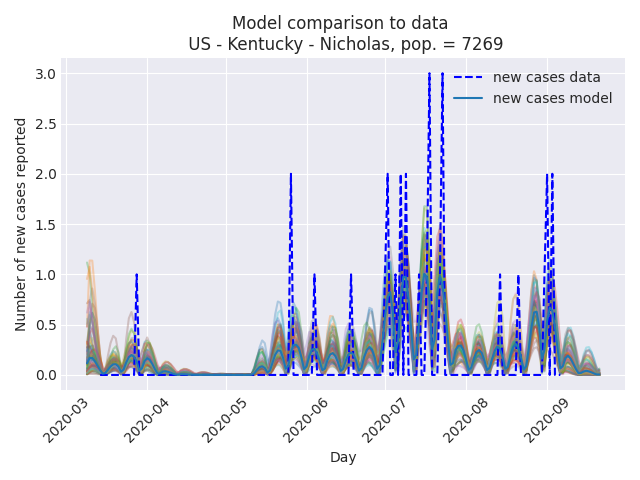 Model comparison to data
US - Kentucky - Nicholas, pop. = 7269
new cases data
new cases model
Number of new cases reported
3.0
2.5
2.0
1.5
1.0
0.5
0.0
2020-03
2020-04
2020-05
2020-06
2020-07
2020-08
2020-09
Day